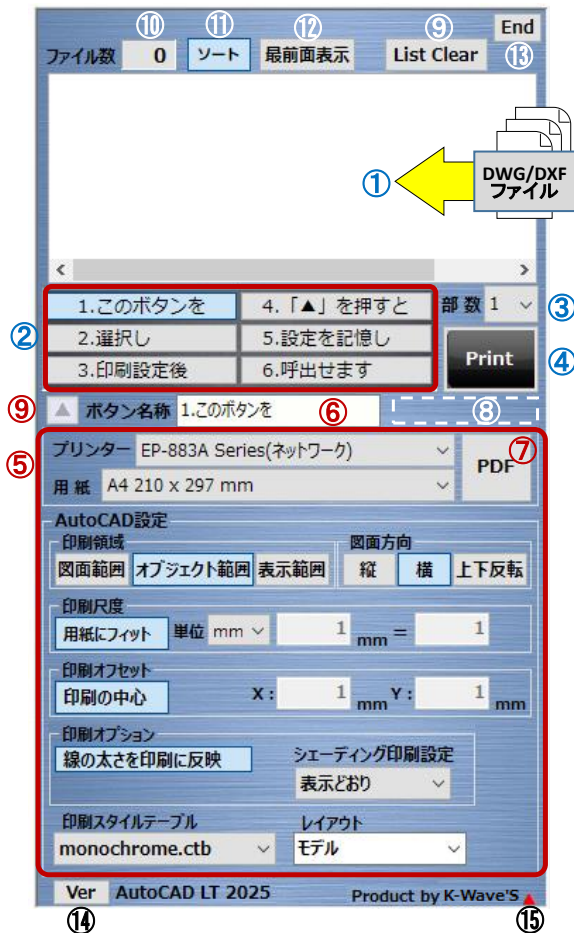 ⑩ ⑪ ⑫ ⑨ End
ファイル数 0 ソート 最前面表示 List Clear ⑬
① DWG/DXF
ファイル
1.このボタンを 4.「▲」を押すと 部 数 1 ③
② 2.選択し 5.設定を記憶し
3.印刷設定後 6.呼出せます Print ④
⑨ ▲ ボタン名称 1.このボタンを ⑥ ⑧
⑤ プリンター EP-883A Series(ネットワーク) ⑦
用 紙 A4 210 x 297 mm PDF
AutoCAD設定
印刷領域 図面方向
図面範囲 オブジェクト範囲 表示範囲 縦 横 上下反転
印刷尺度
用紙にフィット 単位 mm 1 mm = 1
印刷オフセット
印刷の中心 X : 1 mm Y : 1 mm
印刷オプション
線の太さを印刷に反映 シェーディング印刷設定
表示どおり
印刷スタイルテーブル レイアウト
monochrome.ctb モデル
Ver AutoCAD LT 2025 Product by K-Wave'S ▲
⑭ ⑮